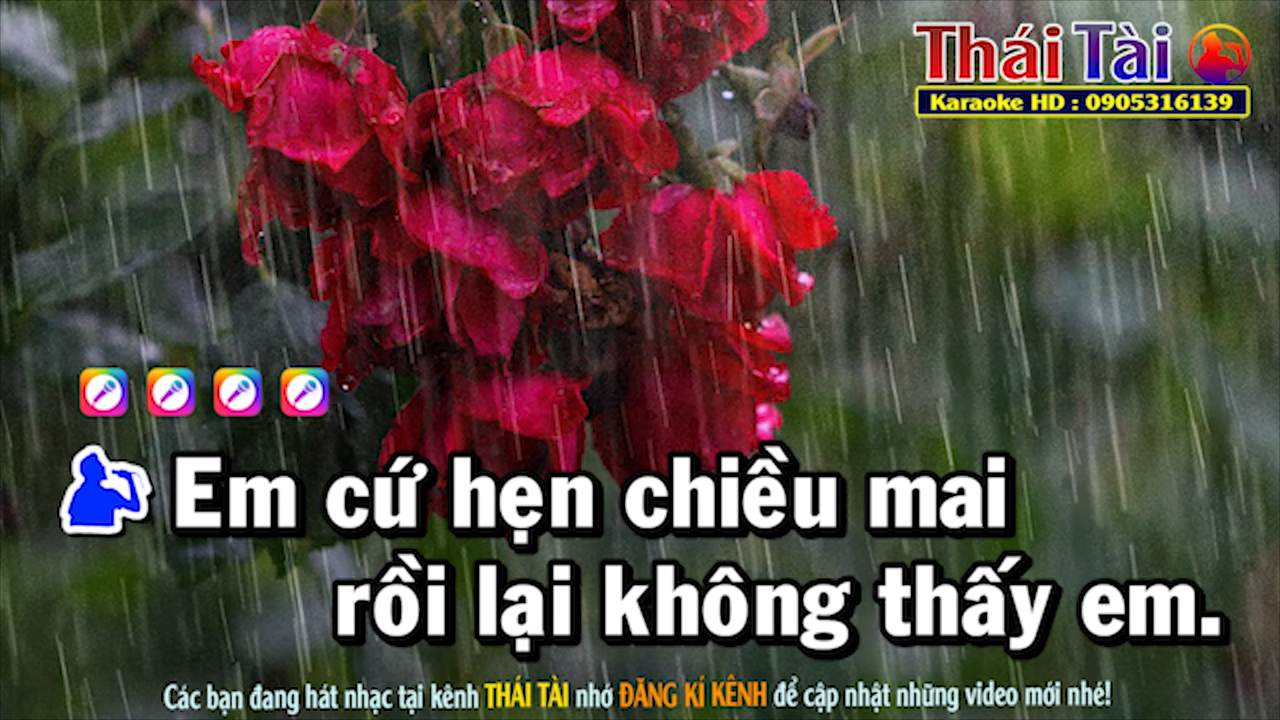 Thái Tài
Karaoke HD : 0905316139
Em cứ hẹn chiều mai
rồi lại không thấy em.
Các bạn đang hát nhạc tại kênh THÁI TÀI nhớ ĐĂNG KÍ KÊNH để cập nhật những video mới nhé!